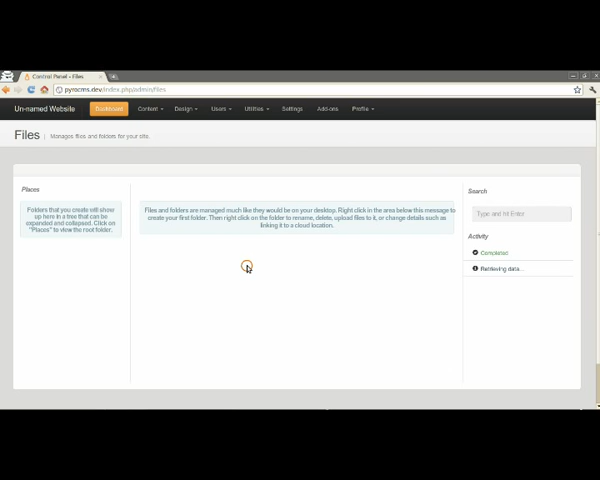 Control Panel - Files
pyrocms.dev/index.php/admin/files
Un-named Website Dashboard Content Design Users Utilities Settings Add-ons Profile
Files | Manages files and folders for your site.
Places
Folders that you create will show
up here in a tree that can be
expanded and collapsed. Click on
"Places" to view the root folder.
Files and folders are managed much like they would be on your desktop. Right click in the area below this message to
create your first folder. Then right click on the folder to rename, delete, upload files to it, or change details such as
linking it to a cloud location.
Search
Type and hit Enter
Activity
Completed
Retrieving data...